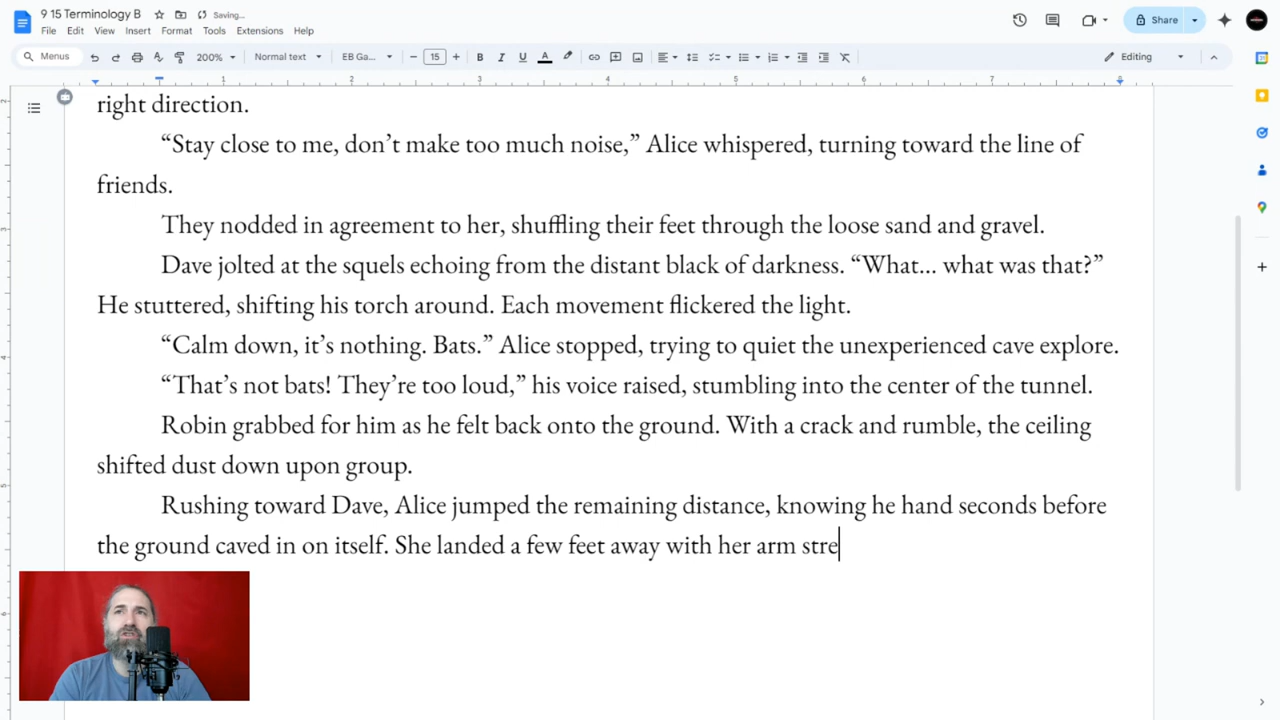 9 15 Terminology B
Saving...
File Edit View Insert Format Tools Extensions Help
Share
Menus
200%
Normal text
EB Ga...
15
Editing
1 2 3 4 5 6 7 8
right direction.
“Stay close to me, don’t make too much noise,” Alice whispered, turning toward the line of
friends.
They nodded in agreement to her, shuffling their feet through the loose sand and gravel.
Dave jolted at the squels echoing from the distant black of darkness. “What... what was that?”
He stuttered, shifting his torch around. Each movement flickered the light.
“Calm down, it’s nothing. Bats.” Alice stopped, trying to quiet the unexperienced cave explore.
“That’s not bats! They’re too loud,” his voice raised, stumbling into the center of the tunnel.
Robin grabbed for him as he felt back onto the ground. With a crack and rumble, the ceiling
shifted dust down upon group.
Rushing toward Dave, Alice jumped the remaining distance, knowing he hand seconds before
the ground caved in on itself. She landed a few feet away with her arm stre